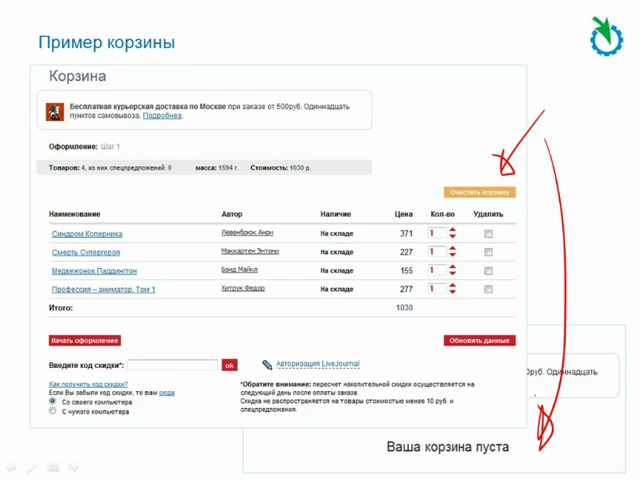 Пример корзины
Корзина
Бесплатная курьерская доставка по Москве при заказе от 500руб. Одиннадцать
пунктов самовывоза. Подробнее.
Оформление: Шаг 1
Товаров: 4, из них спецпредложений: 0 масса: 1594 г. Стоимость: 1030 р.
Очистить корзину
Наименование Автор Наличие Цена Кол-во Удалить
Синдром Коперника Левенбрюк Анри На складе 371 1
Смерть Супергероя Маккартен Энтони На складе 227 1
Медвежонок Паддингтон Бонд Майкл На складе 155 1
Профессия – аниматор. Том 1 Хитрук Фёдор На складе 277 1
Итого: 1030
Начать оформление Обновить данные
Введите код скидки*: ok Авторизация LiveJournal
Как получить код скидки?
Если Вы забыли код скидки, то вам сюда
Со своего компьютера
С чужого компьютера
*Обратите внимание: пересчет накопительной скидки осуществляется на
следующий день после оплаты заказа.
Скидка не распространяется на товары стоимостью менее 10 руб. и
спецпредложения.
0руб. Одиннадцать
Ваша корзина пуста